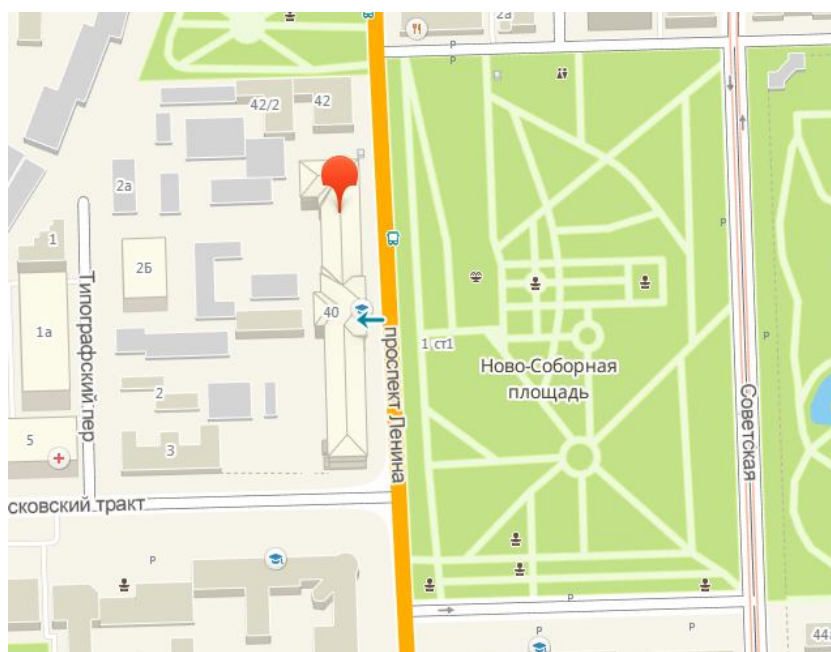 2а
P
P
42/2
42
2а
P
1
2Б
Типографский пер
1а
40
проспект Ленина
1 ст1
Ново-Соборная
площадь
P
Советская
2
5
3
сковский тракт
P
P
P
P
44а